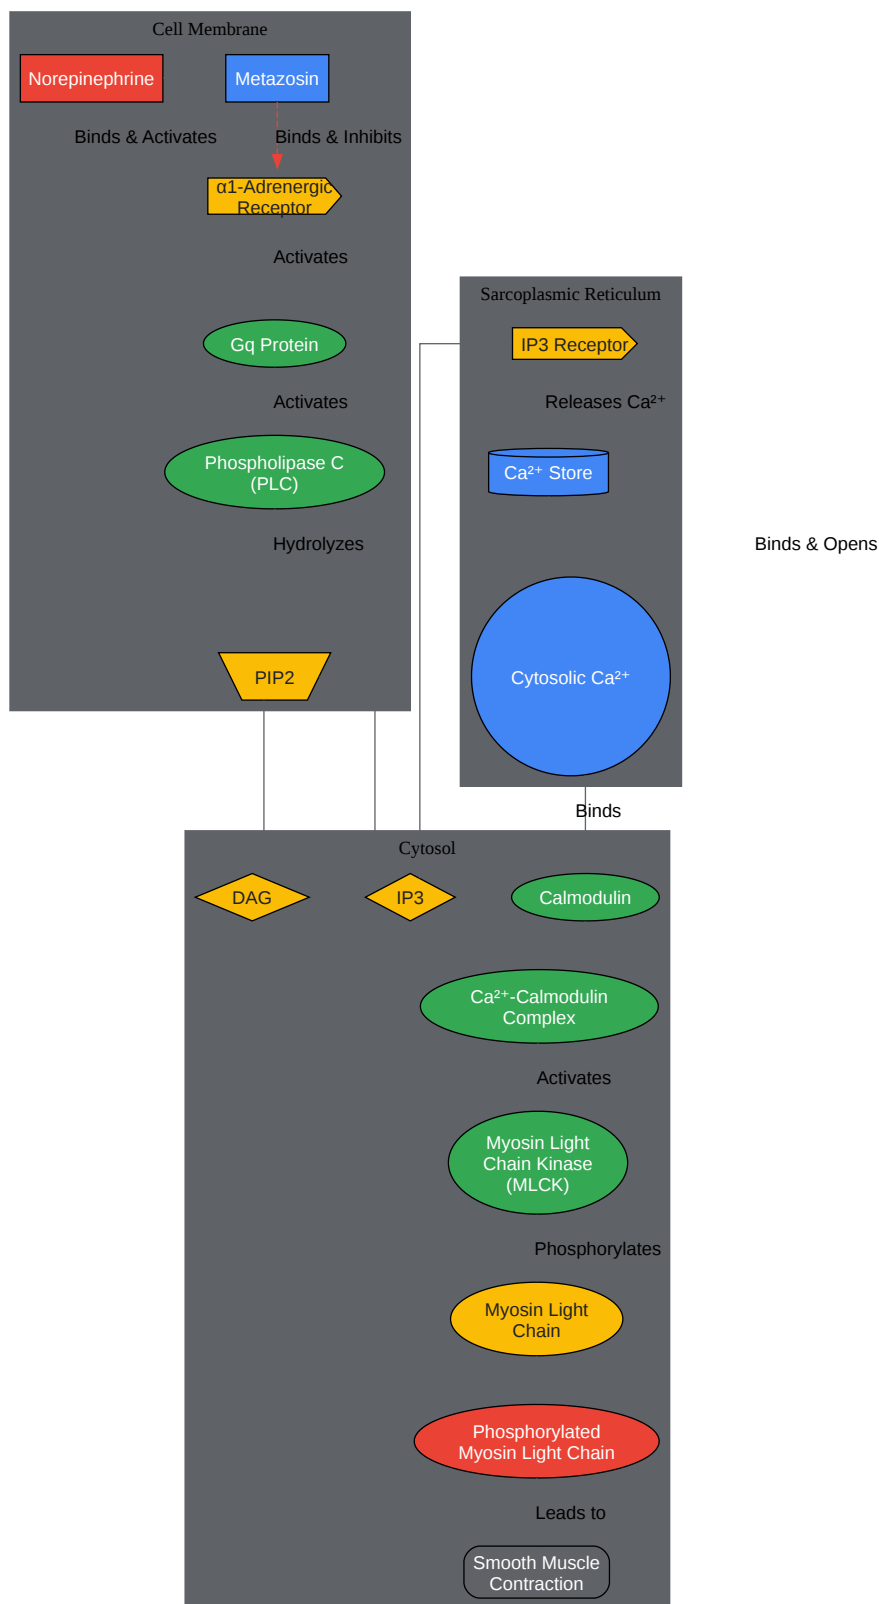 Cell Membrane
Norepinephrine
Metazosin
Binds & Activates
Binds & Inhibits
α1-Adrenergic
Receptor
Activates
Gq Protein
Activates
Phospholipase C
(PLC)
Hydrolyzes
PIP2
Sarcoplasmic Reticulum
IP3 Receptor
Releases Ca²⁺
Ca²⁺ Store
Binds & Opens
Cytosolic Ca²⁺
Binds
Cytosol
DAG
IP3
Calmodulin
Ca²⁺-Calmodulin
Complex
Activates
Myosin Light
Chain Kinase
(MLCK)
Phosphorylates
Myosin Light
Chain
Phosphorylated
Myosin Light Chain
Leads to
Smooth Muscle
Contraction